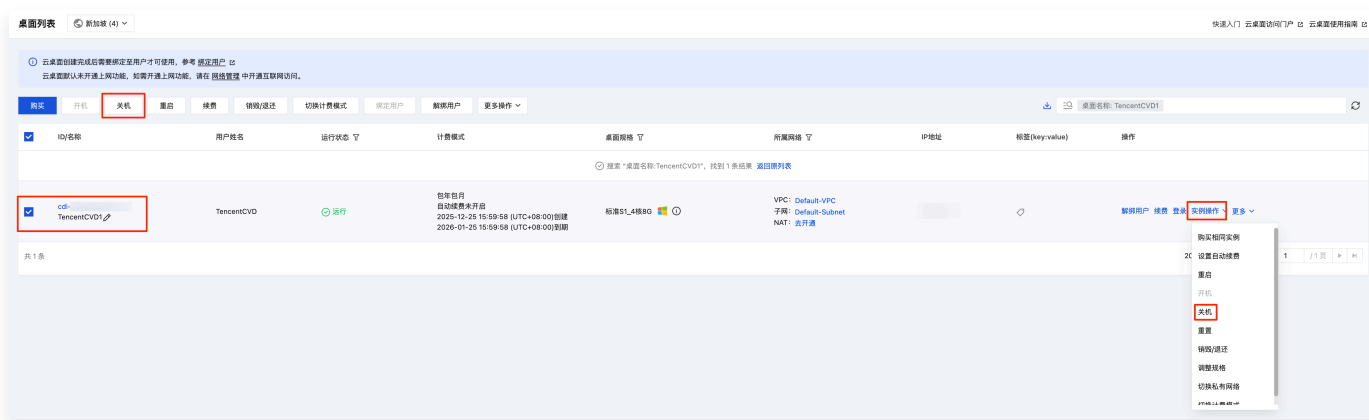 桌面列表 新加坡 (4) 快速入门 云桌面访问门户 云桌面使用指南
云桌面创建完成后需要绑定至用户才可使用，参考 绑定用户
云桌面默认未开通上网功能，如需开通上网功能，请在 网络管理 中开通互联网访问。
购买 开机 关机 重启 续费 销毁/退还 切换计费模式 绑定用户 解绑用户 更多操作 桌面名称: TencentCVD1
ID/名称 用户姓名 运行状态 计费模式 桌面规格 所属网络 IP地址 标签(key:value) 操作
搜索 "桌面名称:TencentCVD1"，找到 1 条结果 返回原列表
cdi-
TencentCVD1
TencentCVD
运行
包年包月
自动续费未开启
2025-12-25 15:59:58 (UTC+08:00)创建
2026-01-25 15:59:58 (UTC+08:00)到期
标准S1_4核8G
VPC: Default-VPC
子网: Default-Subnet
NAT: 去开通
解绑用户 续费 登录 实例操作 更多
共 1 条 20 1 / 1 页
购买相同实例
设置自动续费
重启
开机
关机
重置
销毁/退还
调整规格
切换私有网络
切换计费模式